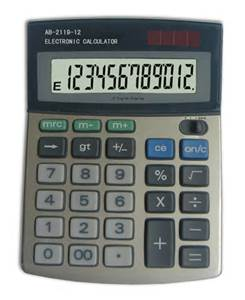 AB-2119-12
ELECTRONIC CALCULATOR
E 123456789012.
mrc m- m+
→ gt +/− ce on/c
7 8 9 % √
4 5 6 X ÷
1 2 3 + −
0 00 · =